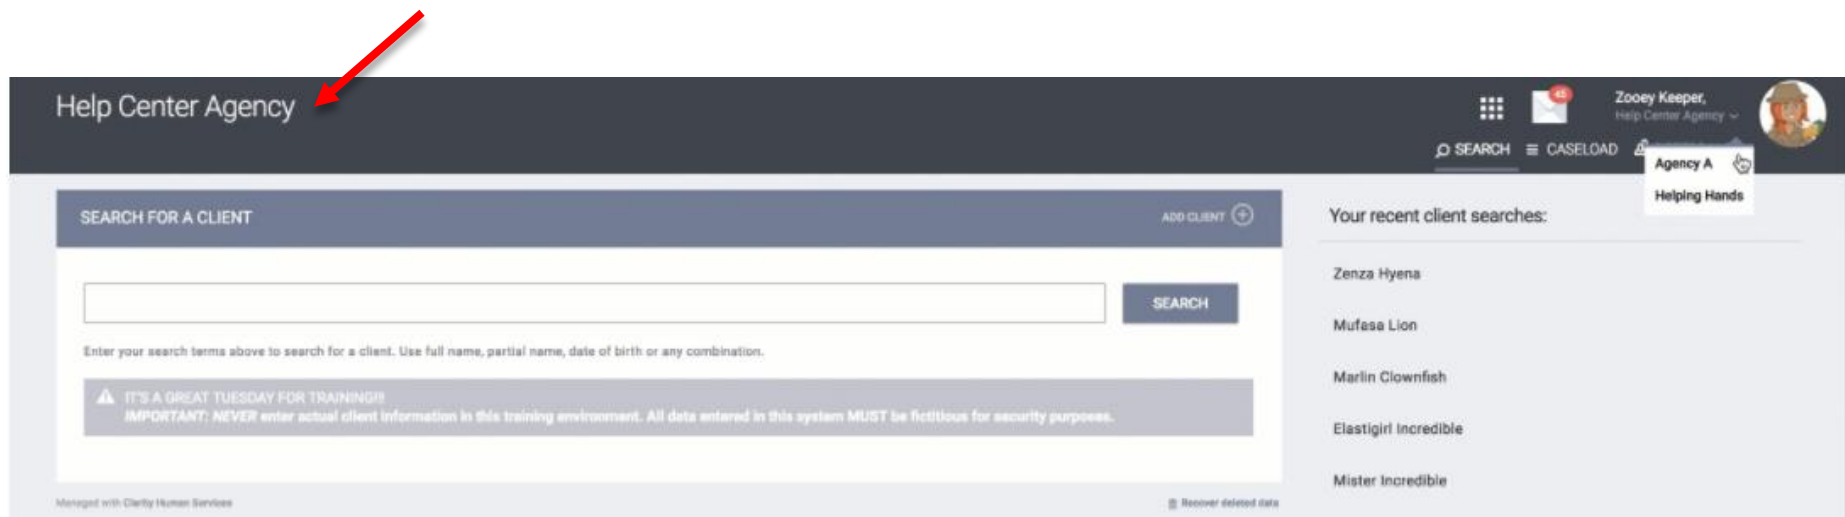 Help Center Agency
45
Zooey Keeper,
Help Center Agency
SEARCH
CASELOAD
Agency A
Helping Hands
SEARCH FOR A CLIENT
ADD CLIENT
SEARCH
Enter your search terms above to search for a client. Use full name, partial name, date of birth or any combination.
IT'S A GREAT TUESDAY FOR TRAINING!!!
IMPORTANT: NEVER enter actual client information in this training environment. All data entered in this system MUST be fictitious for security purposes.
Managed with Clarity Human Services
Recover deleted data
Your recent client searches:
Zenza Hyena
Mufasa Lion
Marlin Clownfish
Elastigirl Incredible
Mister Incredible